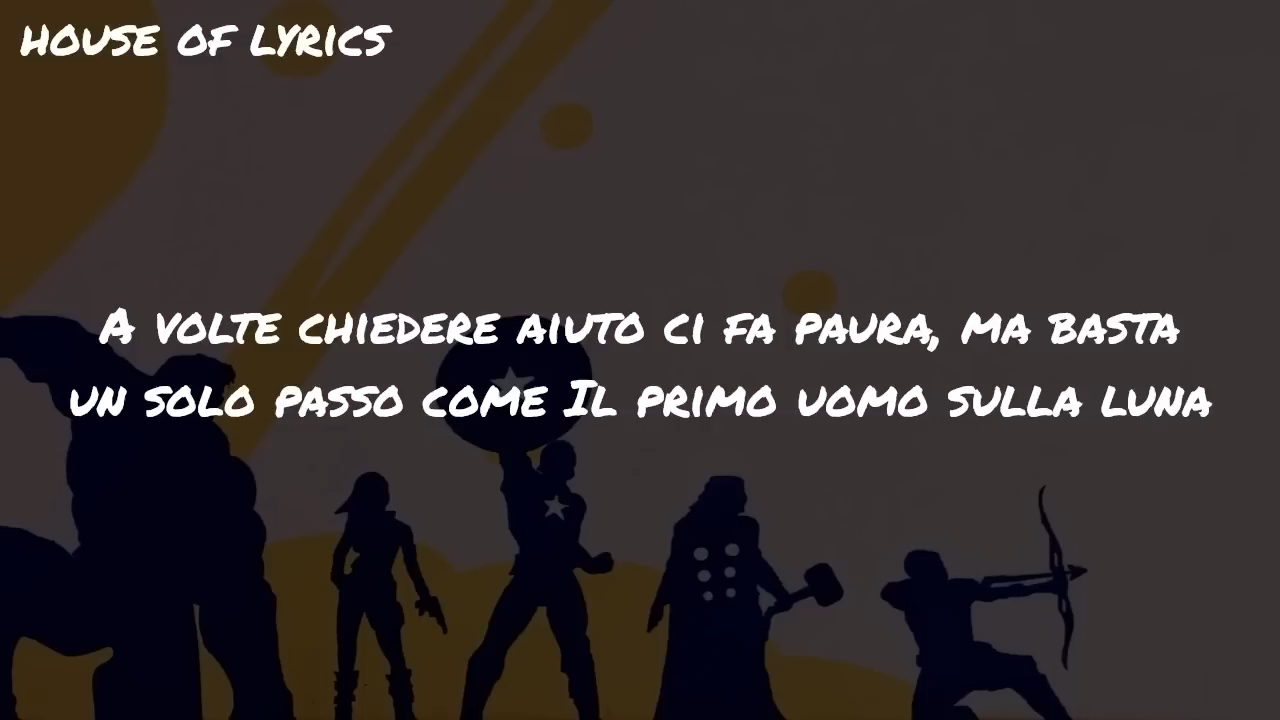 HOUSE OF LYRICS
A VOLTE CHIEDERE AIUTO CI FA PAURA, MA BASTA
UN SOLO PASSO COME IL PRIMO UOMO SULLA LUNA